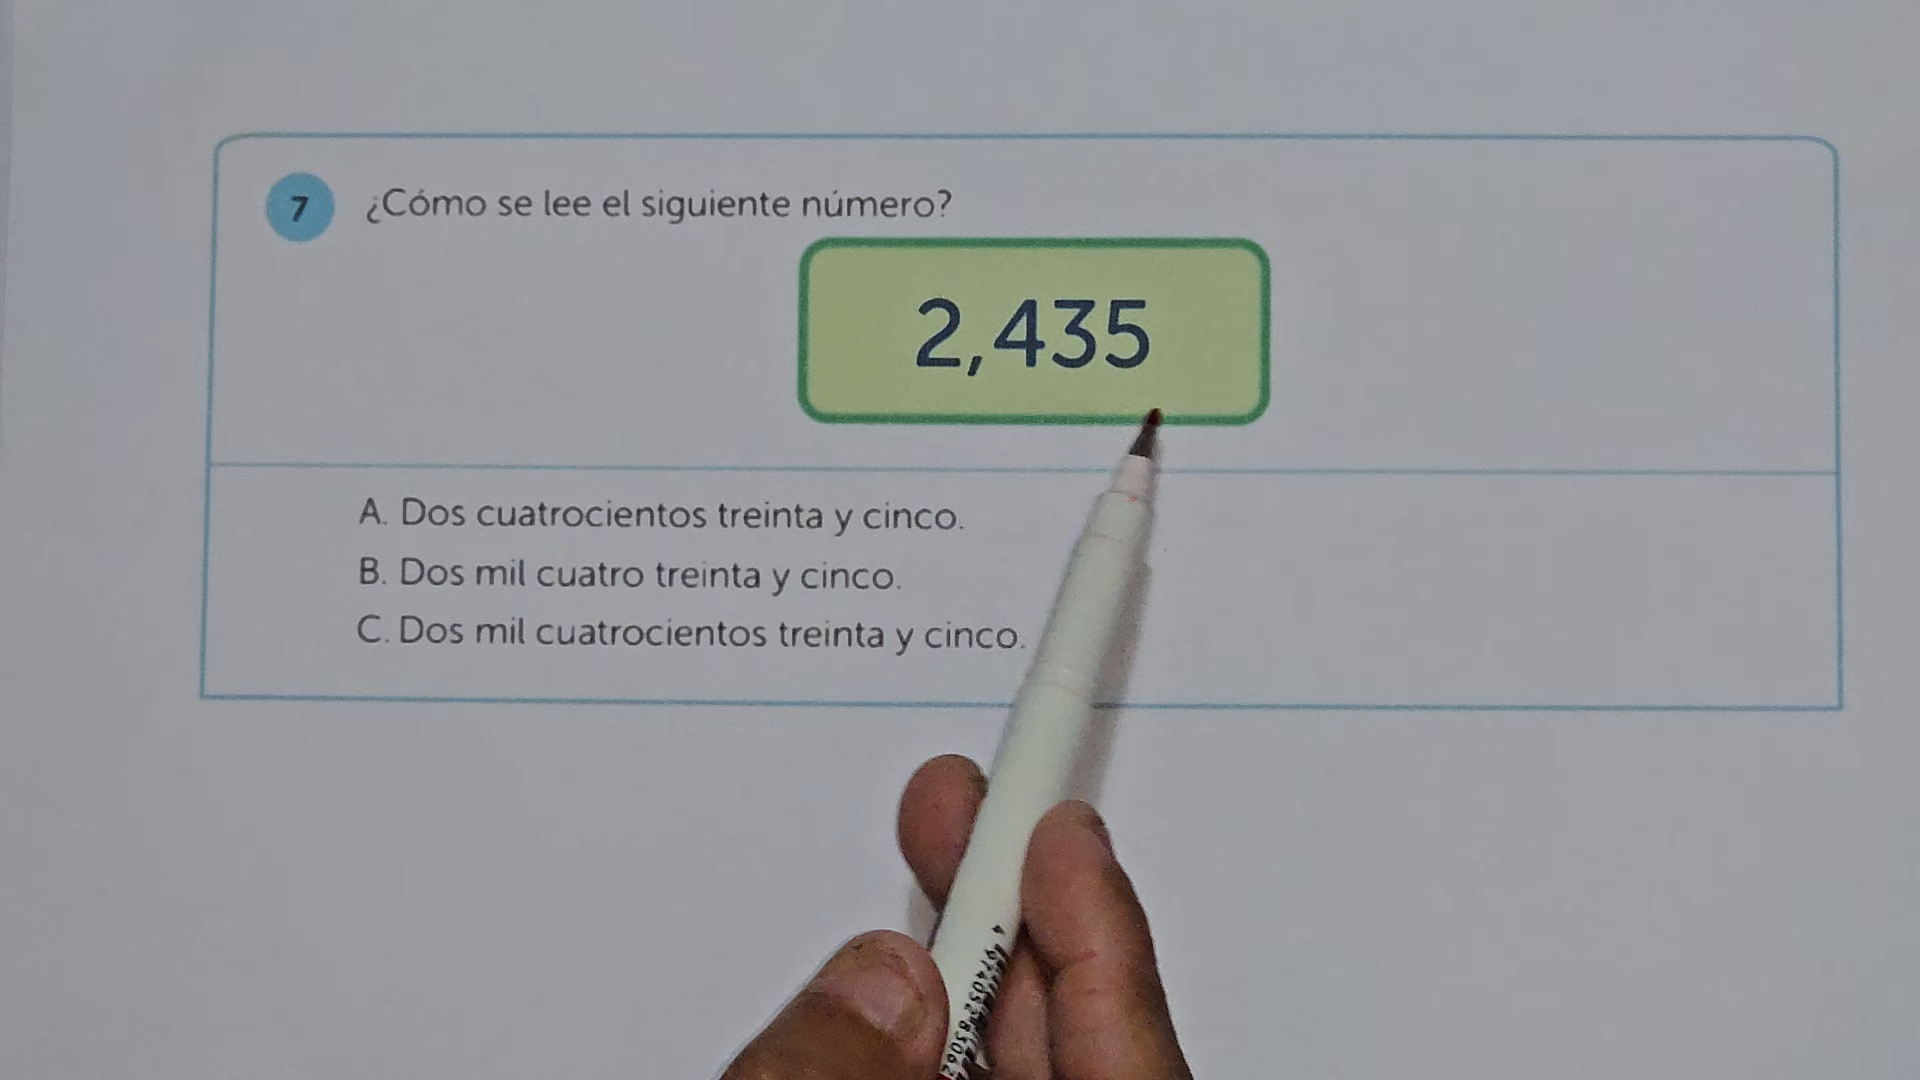 7 ¿Cómo se lee el siguiente número?
2,435
A. Dos cuatrocientos treinta y cinco.
B. Dos mil cuatro treinta y cinco.
C. Dos mil cuatrocientos treinta y cinco.